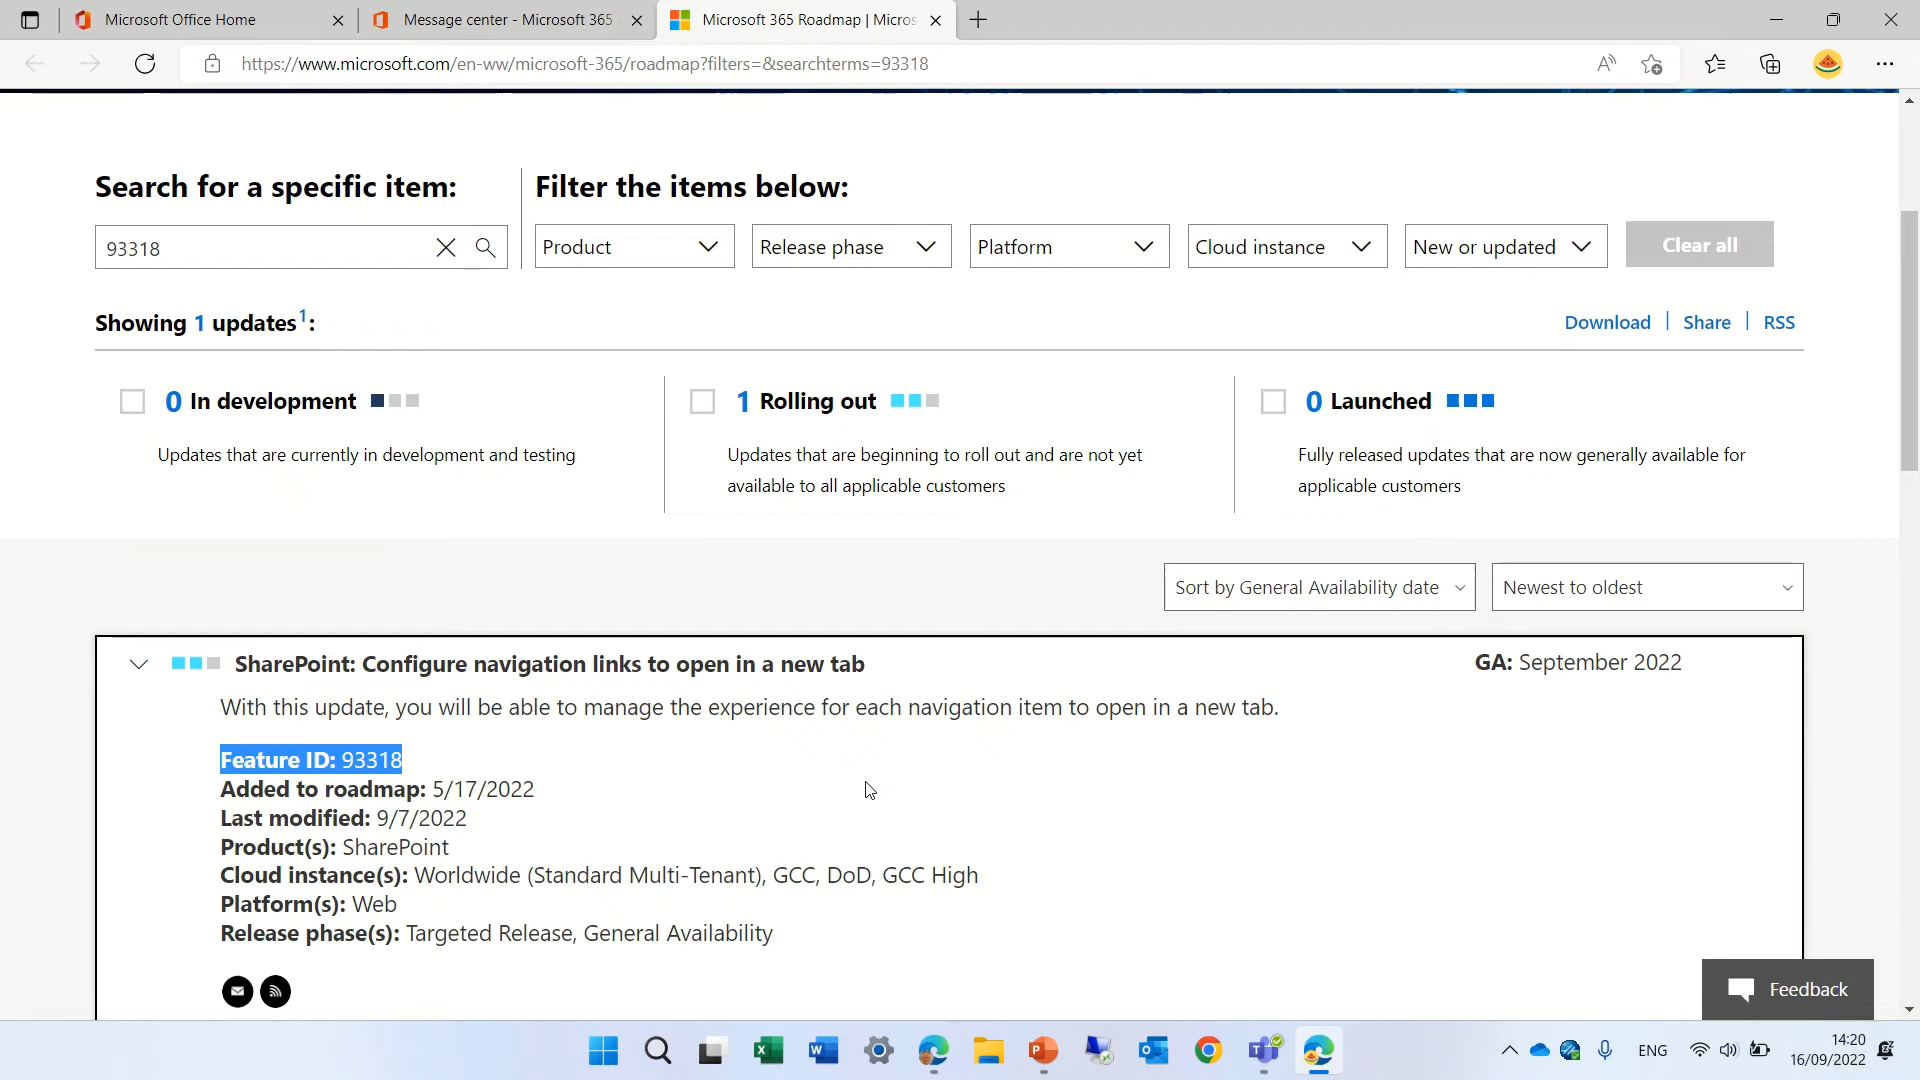 Microsoft Office Home
Message center - Microsoft 365
Microsoft 365 Roadmap | Micros
https://www.microsoft.com/en-ww/microsoft-365/roadmap?filters=&searchterms=93318
Search for a specific item:
Filter the items below:
93318
Product
Release phase
Platform
Cloud instance
New or updated
Clear all
Showing 1 updates1:
Download | Share | RSS
0 In development
1 Rolling out
0 Launched
Updates that are currently in development and testing
Updates that are beginning to roll out and are not yet
available to all applicable customers
Fully released updates that are now generally available for
applicable customers
Sort by General Availability date
Newest to oldest
SharePoint: Configure navigation links to open in a new tab
GA: September 2022
With this update, you will be able to manage the experience for each navigation item to open in a new tab.
Feature ID: 93318
Added to roadmap: 5/17/2022
Last modified: 9/7/2022
Product(s): SharePoint
Cloud instance(s): Worldwide (Standard Multi-Tenant), GCC, DoD, GCC High
Platform(s): Web
Release phase(s): Targeted Release, General Availability
Feedback
ENG
14:20
16/09/2022